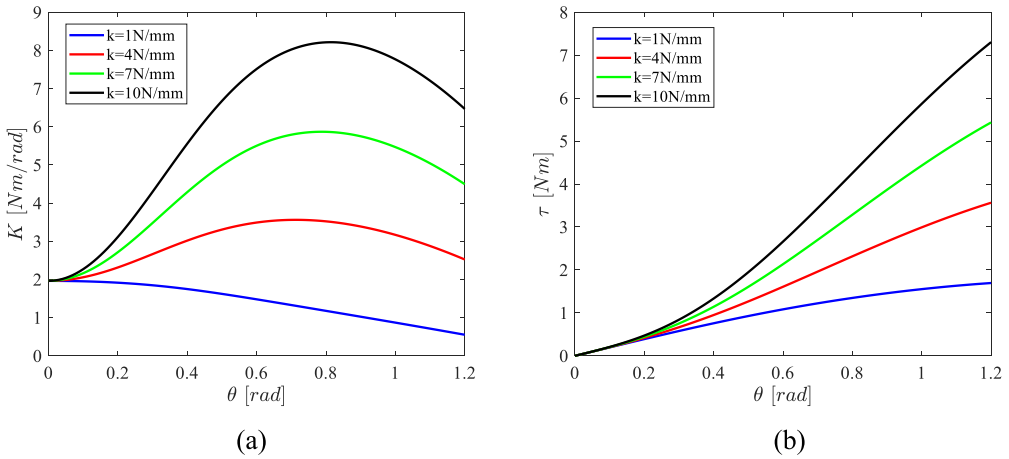 9
8
7
6
5
4
3
2
1
0
K [Nm/rad]
k=1N/mm
k=4N/mm
k=7N/mm
k=10N/mm
0 0.2 0.4 0.6 0.8 1 1.2
θ [rad]
(a)
8
7
6
5
4
3
2
1
0
τ [Nm]
k=1N/mm
k=4N/mm
k=7N/mm
k=10N/mm
0 0.2 0.4 0.6 0.8 1 1.2
θ [rad]
(b)